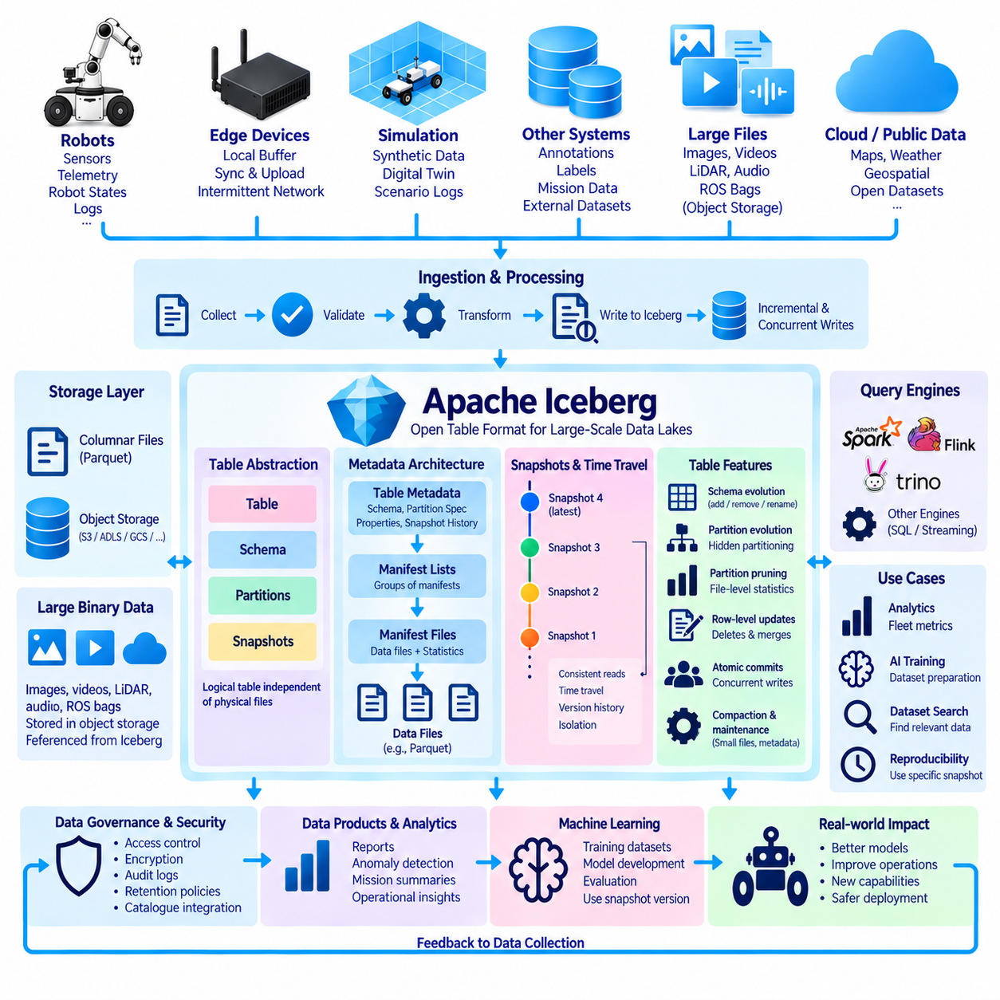 Robots
Sensors
Telemetry
Robot States
Logs
...
Edge Devices
Local Buffer
Sync & Upload
Intermittent Network
Simulation
Synthetic Data
Digital Twin
Scenario Logs
Other Systems
Annotations
Labels
Mission Data
External Datasets
Large Files
Images, Videos
LiDAR, Audio
ROS Bags
(Object Storage)
Cloud / Public Data
Maps, Weather
Geospatial
Open Datasets
...
Ingestion & Processing
Collect
Validate
Transform
Write to Iceberg
Incremental &
Concurrent Writes
Storage Layer
Columnar Files
(Parquet)
Object Storage
(S3 / ADLS / GCS / ...)
Large Binary Data
Images, videos, LiDAR,
audio, ROS bags
Stored in object storage
Feferenced from Iceberg
Apache Iceberg
Open Table Format for Large-Scale Data Lakes
Table Abstraction
Table
Schema
Partitions
Snapshots
Logical table independent
of physical files
Metadata Architecture
Table Metadata
Schema, Partition Spec
Properties, Snapshot History
Manifest Lists
Groups of manifests
Manifest Files
Data files + Statistics
Data Files
(e.g., Parquet)
Snapshots & Time Travel
Snapshot 4
(latest)
Snapshot 3
Snapshot 2
Snapshot 1
Consistent reads
Time travel
Version history
Isolation
Table Features
Schema evolution
(add / remove / rename)
Partition evolution
Hidden partitioning
Partition pruning
File-level statistics
Row-level updates
Deletes & merges
Atomic commits
Concurrent writes
Compaction &
maintenance
(Small files, metadata)
Query Engines
Apache
Spark
Flink
trino
Other Engines
(SQL / Streaming)
Use Cases
Analytics
Fleet metrics
AI Training
Dataset preparation
Dataset Search
Find relevant data
Reproducibility
Use specific snapshot
Data Governance & Security
• Access control
• Encryption
• Audit logs
• Retention policies
• Catalogue integration
Data Products & Analytics
Reports
Anomaly detection
Mission summaries
Operational insights
Machine Learning
Training datasets
Model development
Evaluation
Use snapshot version
Real-world Impact
• Better models
• Improve operations
• New capabilities
• Safer deployment
Feedback to Data Collection